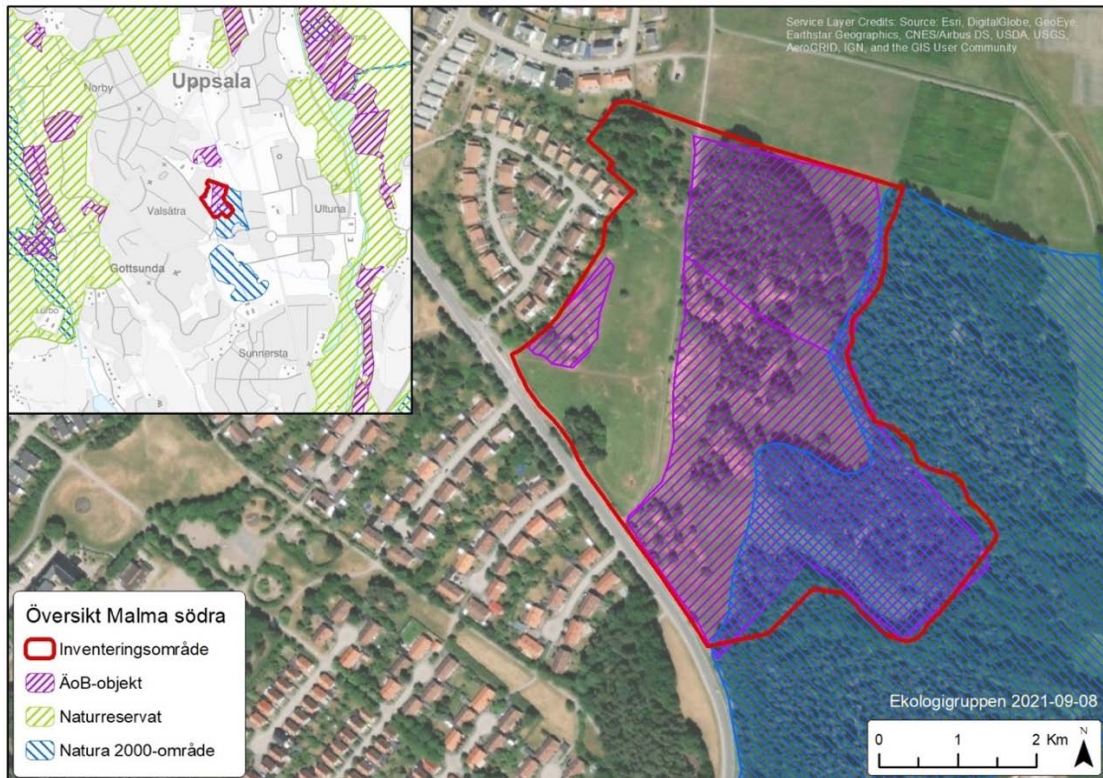 Service Layer Credits: Source: Esri, DigitalGlobe, GeoEye,
Earthstar Geographics, CNES/Airbus DS, USDA, USGS,
AeroGRID, IGN, and the GIS User Community
Uppsala
Norby
Valsätra
Ultuna
Gottsunda
Sunnersta
Översikt Malma södra
Inventeringsområde
ÄoB-objekt
Naturreservat
Natura 2000-område
Ekologigruppen 2021-09-08
0 1 2 Km
N